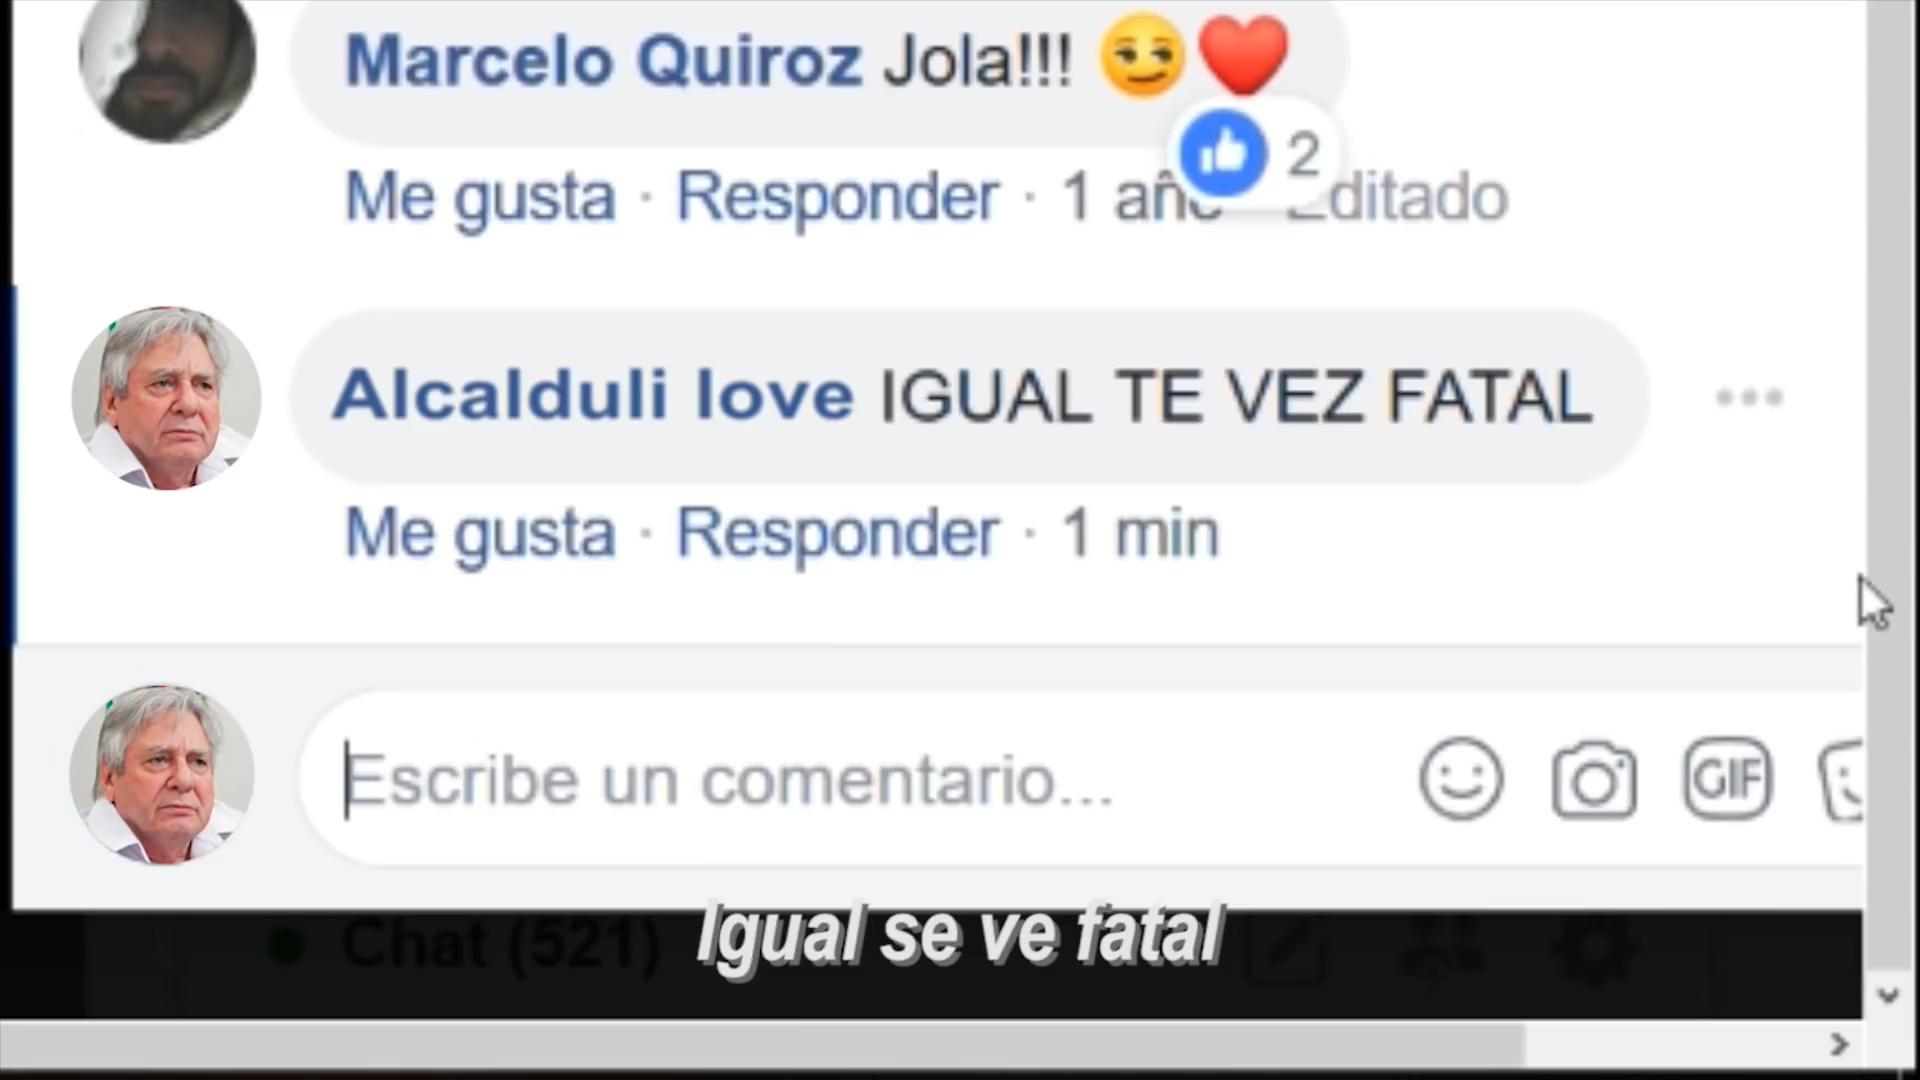 Marcelo Quiroz Jola!!! 😏❤️
2
Me gusta · Responder · 1 año Editado
Alcalduli love IGUAL TE VEZ FATAL
Me gusta · Responder · 1 min
Escribe un comentario...
GIF
Igual se ve fatal
Chat (521)